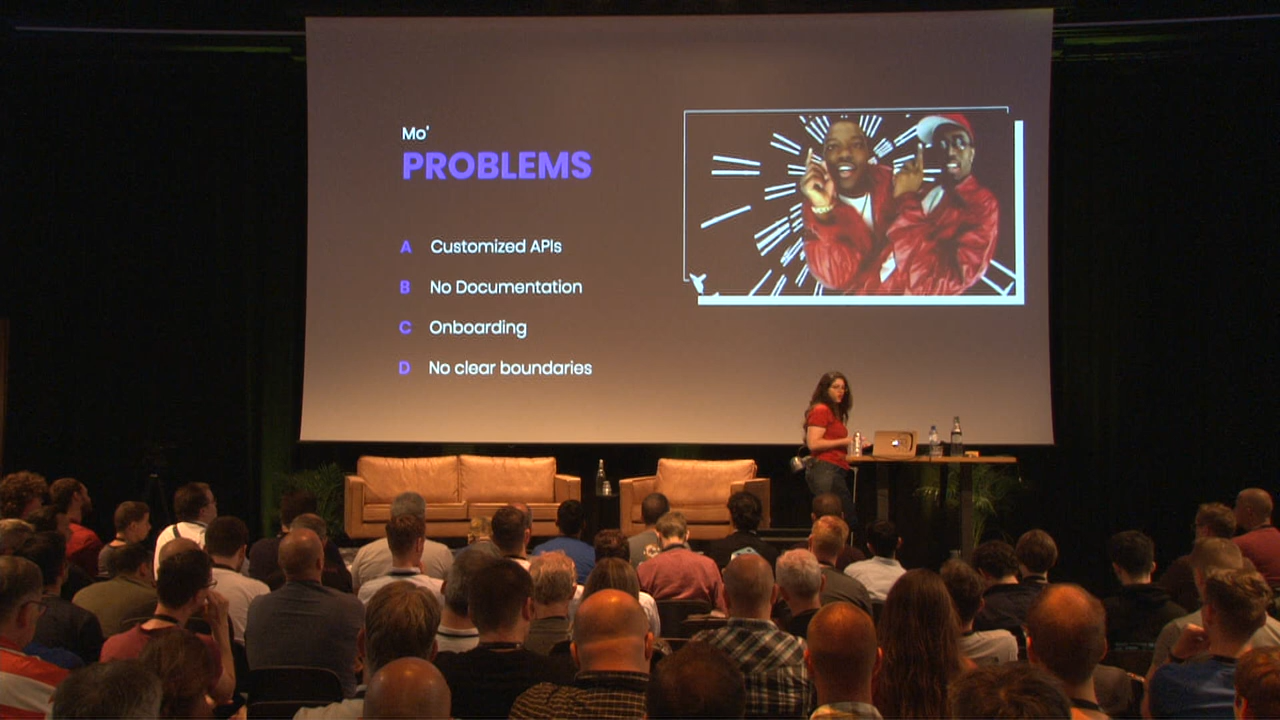 Mo'
PROBLEMS
A Customized APIs
B No Documentation
C Onboarding
D No clear boundaries